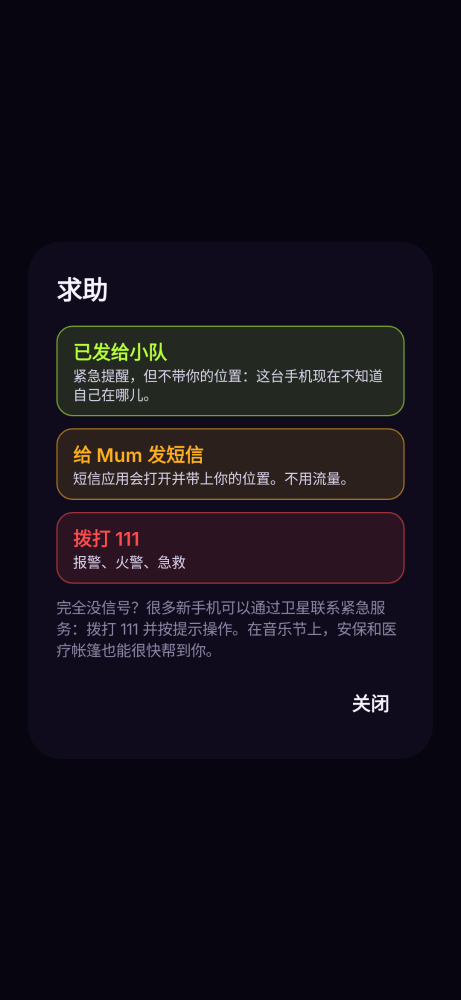 求助
已发给小队
紧急提醒，但不带你的位置：这台手机现在不知道
自己在哪儿。
给 Mum 发短信
短信应用会打开并带上你的位置。不用流量。
拨打 111
报警、火警、急救
完全没信号？很多新手机可以通过卫星联系紧急服
务：拨打 111 并按提示操作。在音乐节上，安保和医
疗帐篷也能很快帮到你。
关闭